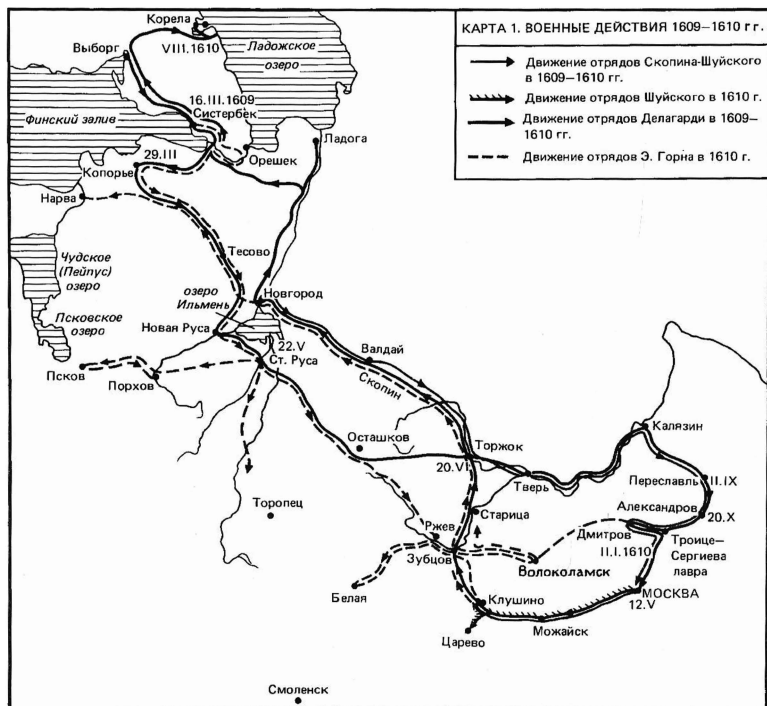 КАРТА 1. ВОЕННЫЕ ДЕЙСТВИЯ 1609–1610 гг.
Движение отрядов Скопина-Шуйского
в 1609–1610 гг.
Движение отрядов Шуйского в 1610 г.
Движение отрядов Делагарди в 1609–
1610 гг.
Движение отрядов Э. Горна в 1610 г.
Корела
Выборг
VIII.1610
Ладожское
озеро
16.III.1609
Систербек
Финский залив
Ладога
29.III
Орешек
Копорье
Нарва
Тесово
Чудское
(Пейпус)
озеро
озеро
Ильмень
Новгород
Псковское
озеро
Новая Руса
22.V
Ст. Руса
Валдай
Скопин
Псков
Порхов
Калязин
Осташков
Торжок
20.VI
Тверь
Переславль
II.IX
Александров
20.X
Торопец
Старица
Ржев
Дмитров
II.I.1610
Троице–
Сергиева
лавра
Зубцов
Волоколамск
Белая
Клушино
МОСКВА
12.V
Царево
Можайск
Смоленск